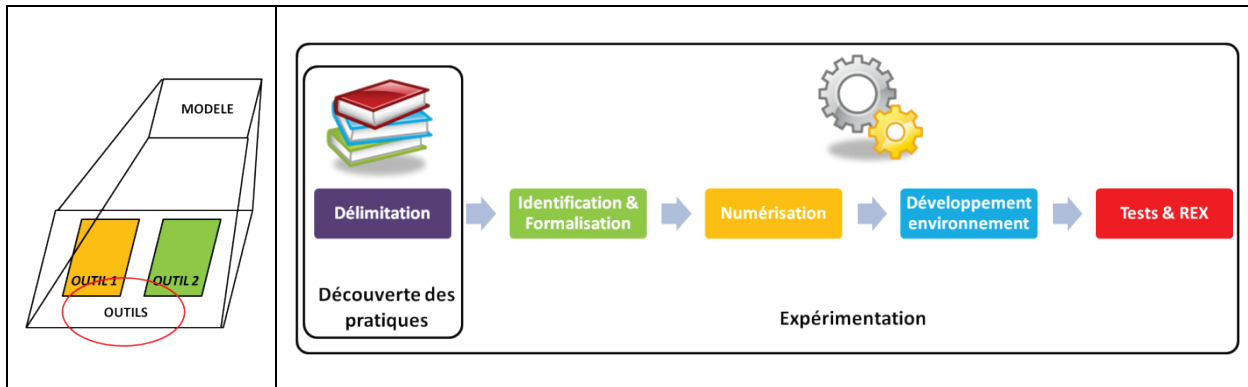 MODELE
OUTIL 1
OUTIL 2
OUTILS
Délimitation
Identification &
Formalisation
Numérisation
Développement
environnement
Tests & REX
Découverte des
pratiques
Expérimentation